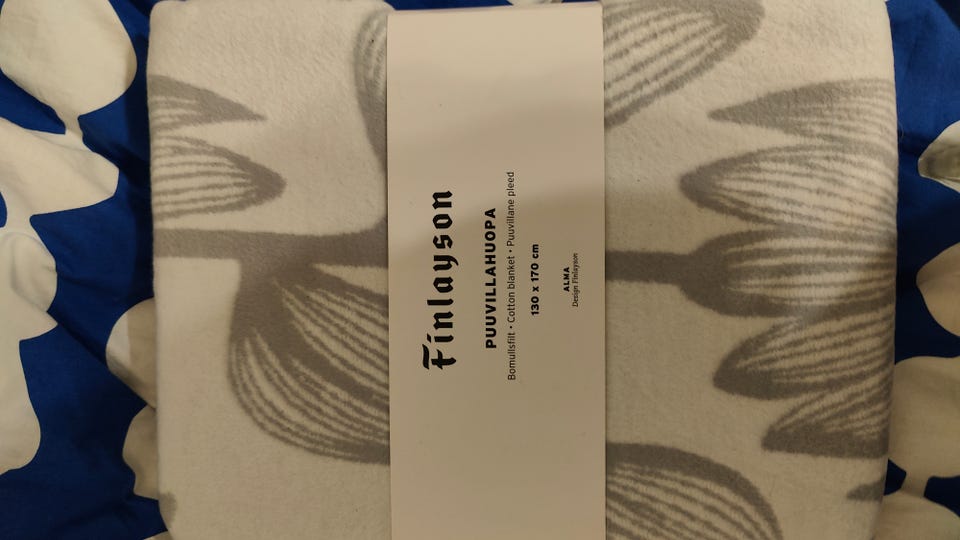 Finlayson
PUUVILLAHUOPA
Bomullsfilt • Cotton blanket • Puuvillane pleed
130 x 170 cm
ALMA
Design Finlayson